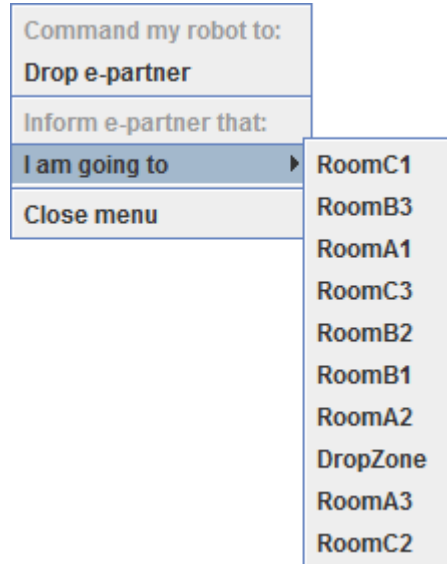 Command my robot to:
Drop e-partner
Inform e-partner that:
I am going to
Close menu
RoomC1
RoomB3
RoomA1
RoomC3
RoomB2
RoomB1
RoomA2
DropZone
RoomA3
RoomC2